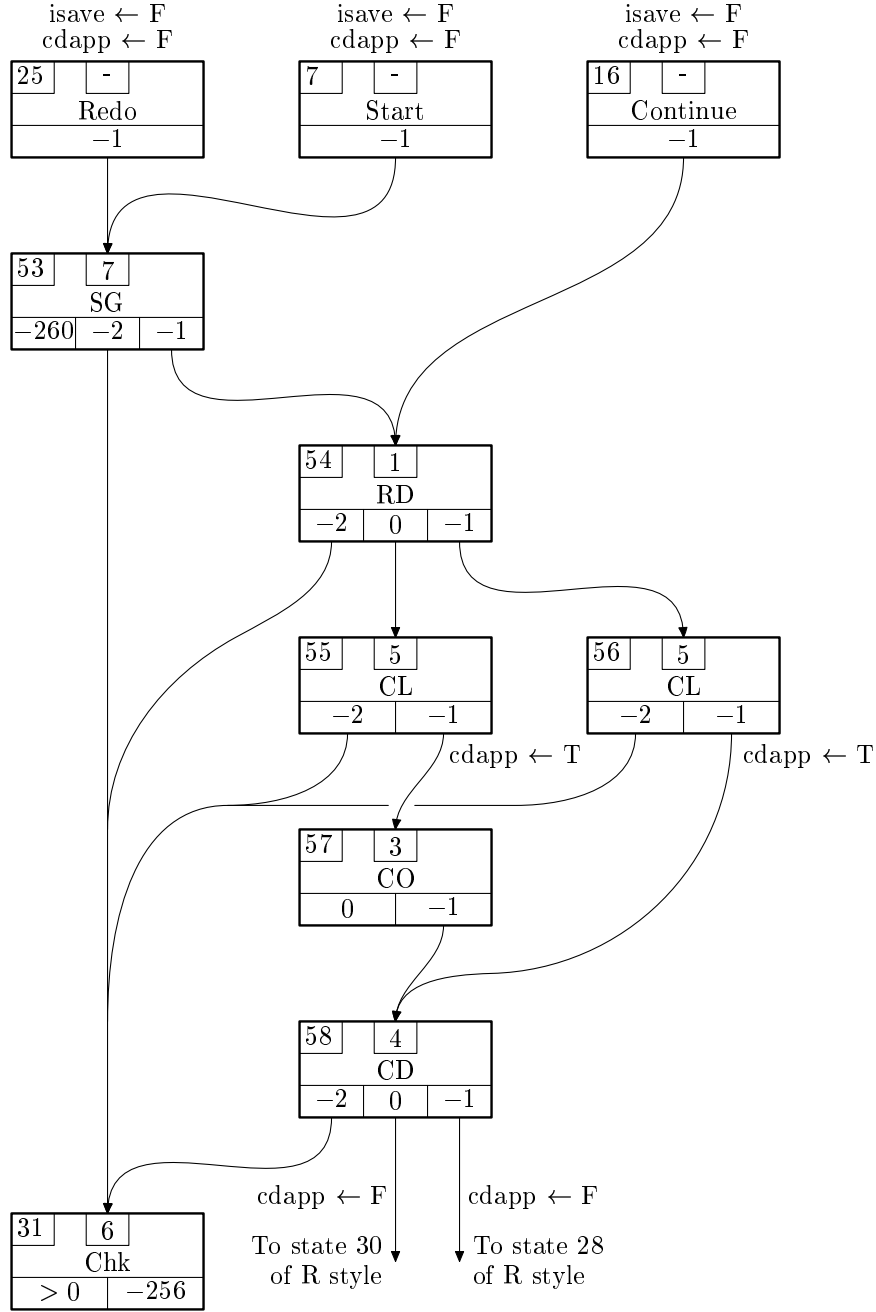 isave ← F
cdapp ← F
isave ← F
cdapp ← F
isave ← F
cdapp ← F
25 -
Redo
−1
7 -
Start
−1
16 -
Continue
−1
53 7
SG
−260 −2 −1
54 1
RD
−2 0 −1
55 5
CL
−2 −1
56 5
CL
−2 −1
cdapp ← T
cdapp ← T
57 3
CO
0 −1
58 4
CD
−2 0 −1
cdapp ← F
cdapp ← F
31 6
Chk
> 0 −256
To state 30
of R style
To state 28
of R style